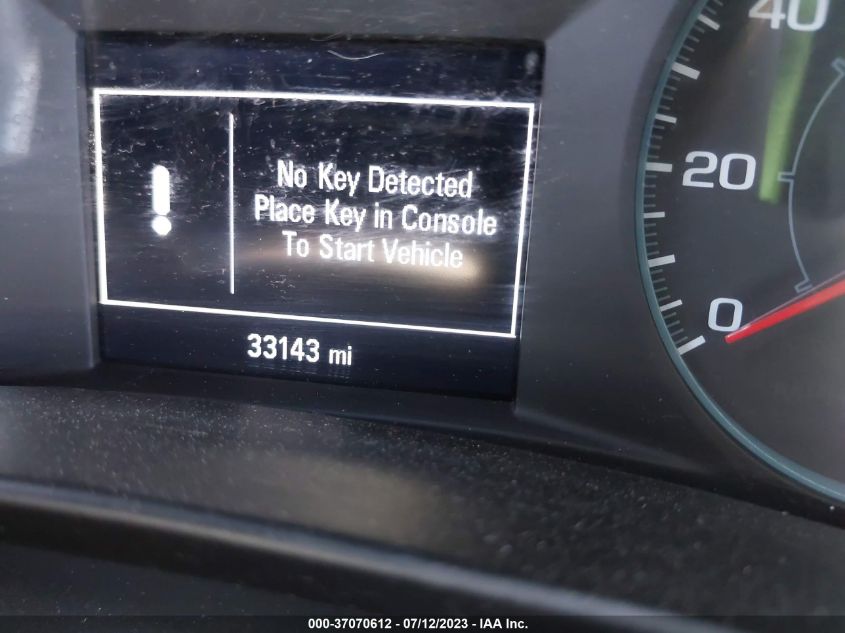 No Key Detected
Place Key in Console
To Start Vehicle
33143 mi
40
20
0
000-37070612 - 07/12/2023 - IAA Inc.